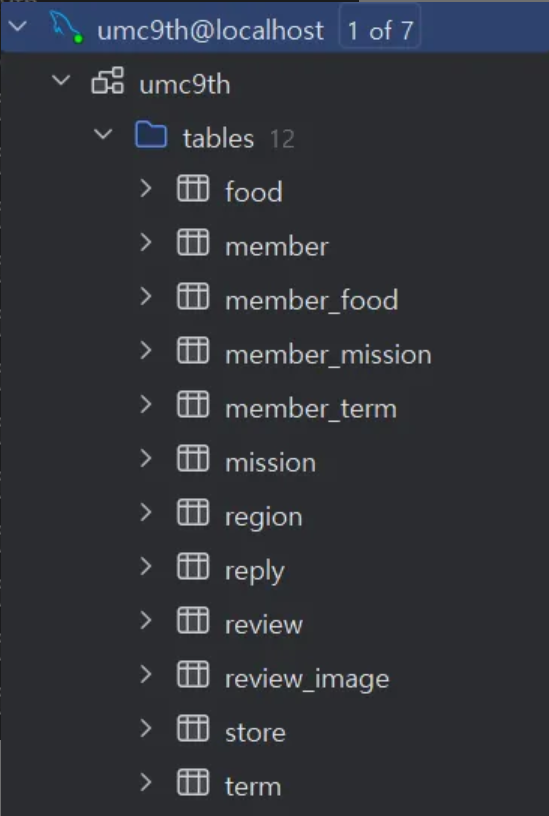 umc9th@localhost 1 of 7
umc9th
tables 12
food
member
member_food
member_mission
member_term
mission
region
reply
review
review_image
store
term